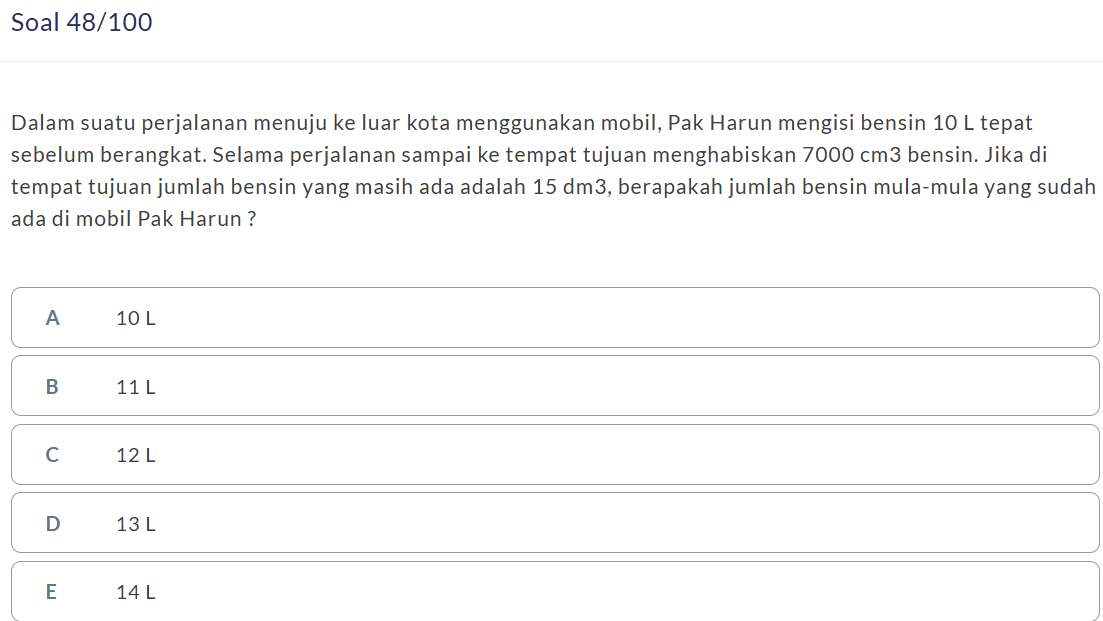 Soal 48/100
Dalam suatu perjalanan menuju ke luar kota menggunakan mobil, Pak Harun mengisi bensin 10 L tepat
sebelum berangkat. Selama perjalanan sampai ke tempat tujuan menghabiskan 7000 cm3 bensin. Jika di
tempat tujuan jumlah bensin yang masih ada adalah 15 dm3, berapakah jumlah bensin mula-mula yang sudah
ada di mobil Pak Harun ?
A 10 L
B 11 L
C 12 L
D 13 L
E 14 L